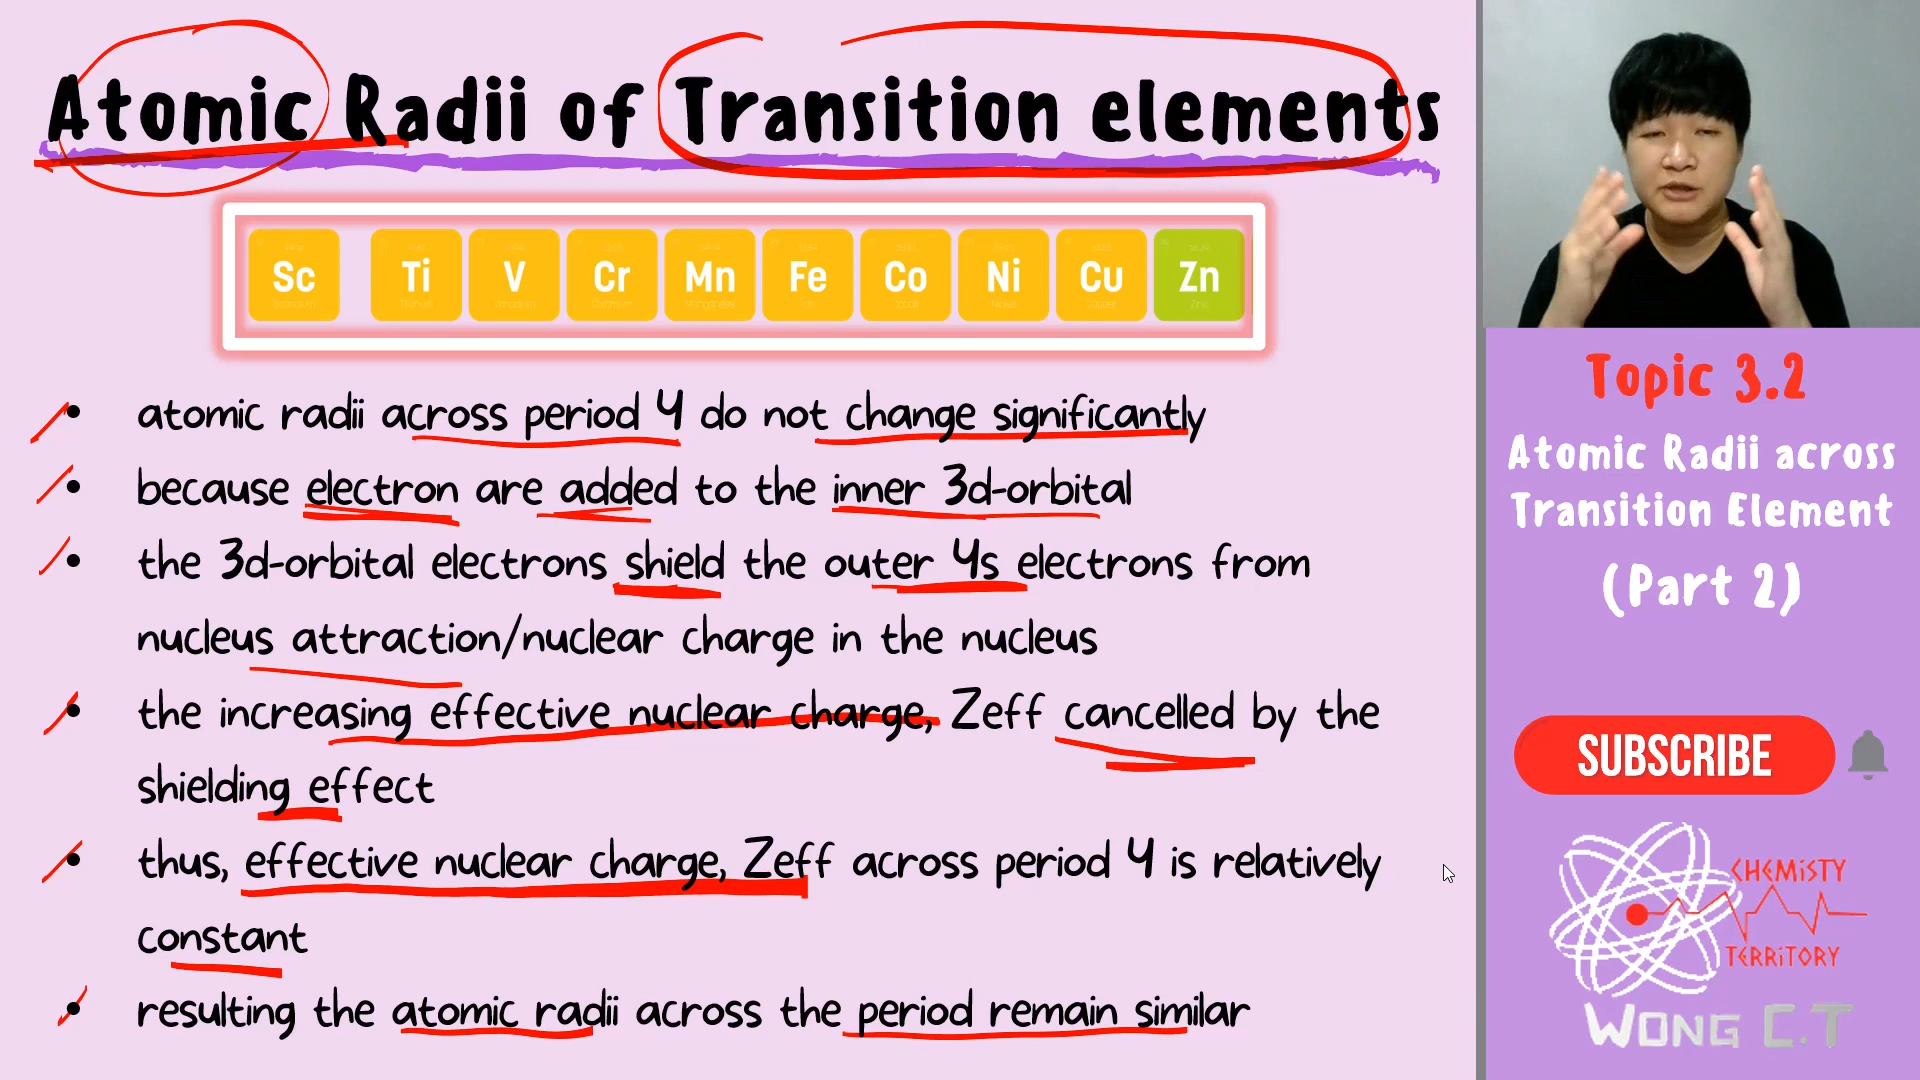 Atomic Radii of Transition elements
Sc Ti V Cr Mn Fe Co Ni Cu Zn
• atomic radii across period 4 do not change significantly
• because electron are added to the inner 3d-orbital
• the 3d-orbital electrons shield the outer 4s electrons from
nucleus attraction/nuclear charge in the nucleus
• the increasing effective nuclear charge, Zeff cancelled by the
shielding effect
• thus, effective nuclear charge, Zeff across period 4 is relatively
constant
• resulting the atomic radii across the period remain similar
Topic 3.2
Atomic Radii across
Transition Element
(Part 2)
SUBSCRIBE
CHEMiSTY
TERRiTORY
WONG C.T